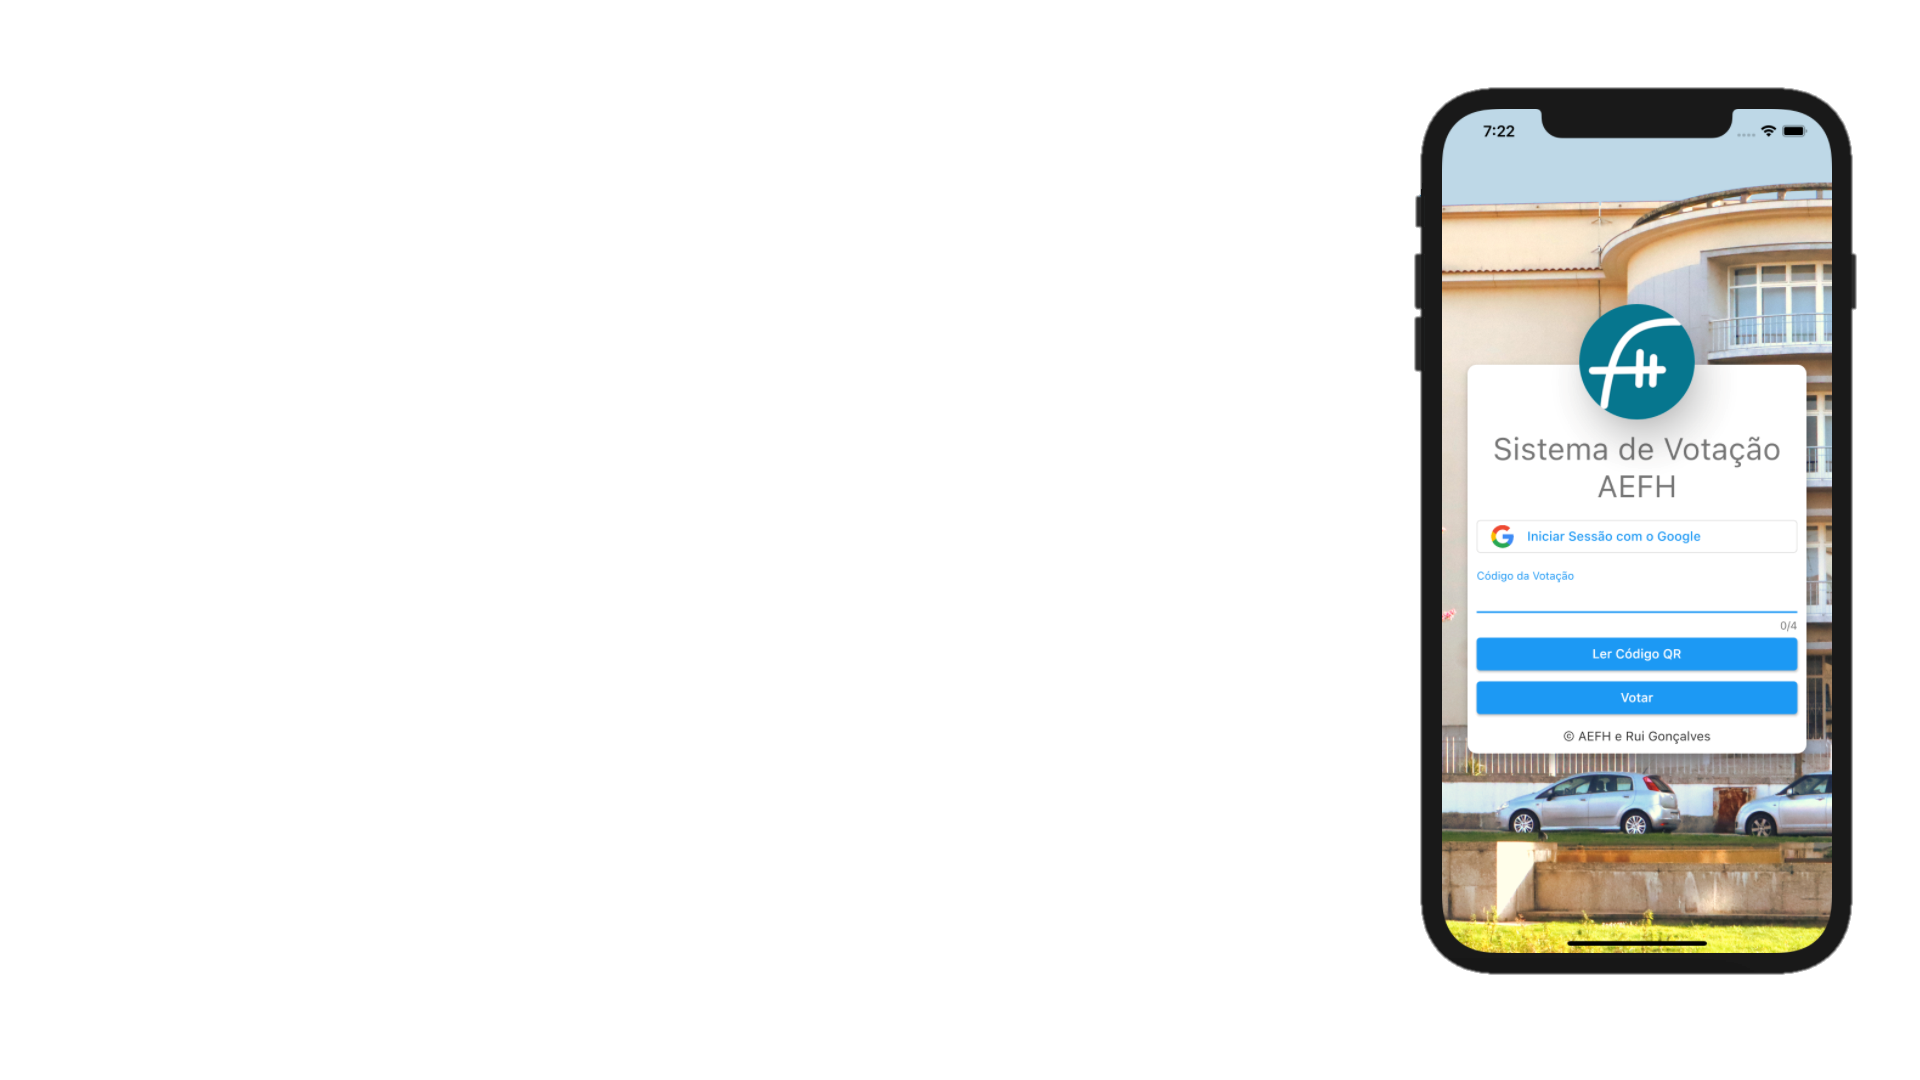 7:22
Sistema de Votação
AEFH
Iniciar Sessão com o Google
Código da Votação
0/4
Ler Código QR
Votar
© AEFH e Rui Gonçalves